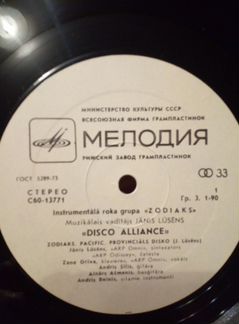 МИНИСТЕРСТВО КУЛЬТУРЫ СССР
ВСЕСОЮЗНАЯ ФИРМА ГРАМПЛАСТИНОК
МЕЛОДИЯ
РИЖСКИЙ ЗАВОД ГРАМПЛАСТИНОК
ГОСТ 5289-73
33
СТЕРЕО
1
С60-13771
Гр. 3. 1-90
Instrumentālā roka grupa «ZODIAKS»
Muzikālais vadītājs JĀNIS LŪSĒNS
«DISCO ALLIANCE»
ZODIAKS. PACIFIC. PROVINCIĀLS DISKO (J. Lūsēns)
Jānis Lūsēns, «ARP Omni», sintezators
«ARP Odissey», čelesta
Zane Grīva, klavieres, «ARP Omni», vokāls
Andris Sīlis, ģitāra
Ainārs Ašmanis, basģitāra
Andris Reinis, sitamie instrumenti